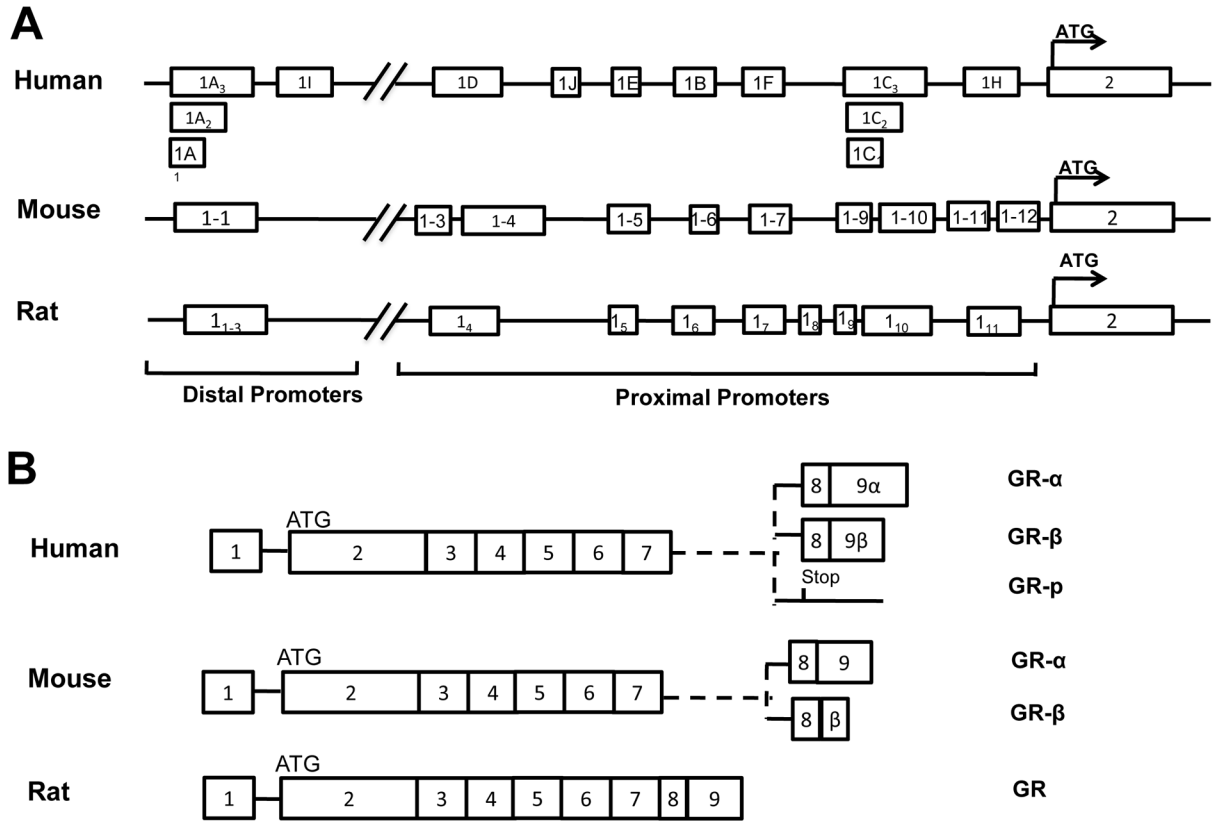 A
ATG
Human 1A3 1I 1D 1J 1E 1B 1F 1C3 1H 2
1A2 1C2
1A1 1C1
ATG
Mouse 1-1 1-3 1-4 1-5 1-6 1-7 1-9 1-10 1-11 1-12 2
ATG
Rat 11-3 14 15 16 17 18 19 110 111 2
Distal Promoters Proximal Promoters
B
8 9α GR-α
ATG
Human 1 2 3 4 5 6 7 8 9β GR-β
Stop GR-p
ATG
Mouse 1 2 3 4 5 6 7 8 9 GR-α
8 β GR-β
ATG
Rat 1 2 3 4 5 6 7 8 9 GR